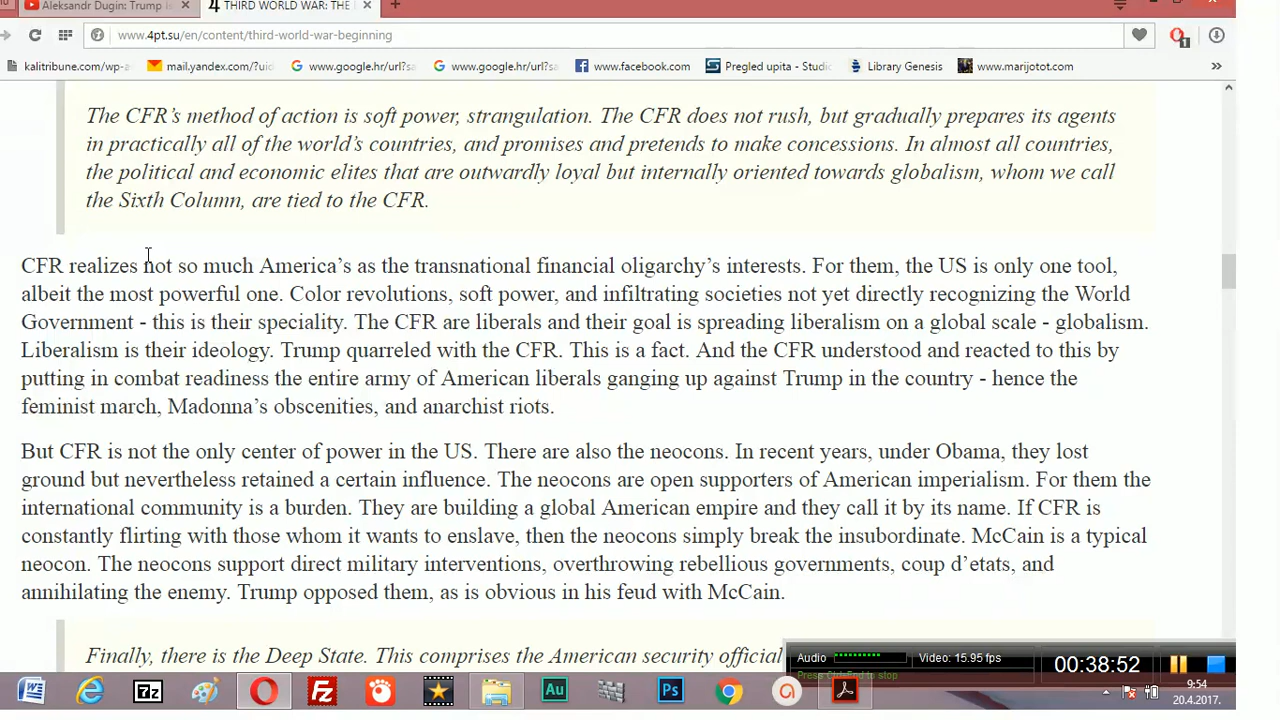 Aleksandr Dugin: Trump i
4 THIRD WORLD WAR: THE
www.4pt.su/en/content/third-world-war-beginning
1
kalitribune.com/wp-a
mail.yandex.com/?uid
www.google.hr/url?sa
www.google.hr/url?sa
www.facebook.com
Pregled upita - Studi
Library Genesis
www.marijotot.com
»
The CFR’s method of action is soft power, strangulation. The CFR does not rush, but gradually prepares its agents
in practically all of the world’s countries, and promises and pretends to make concessions. In almost all countries,
the political and economic elites that are outwardly loyal but internally oriented towards globalism, whom we call
the Sixth Column, are tied to the CFR.
CFR realizes not so much America’s as the transnational financial oligarchy’s interests. For them, the US is only one tool,
albeit the most powerful one. Color revolutions, soft power, and infiltrating societies not yet directly recognizing the World
Government - this is their speciality. The CFR are liberals and their goal is spreading liberalism on a global scale - globalism.
Liberalism is their ideology. Trump quarreled with the CFR. This is a fact. And the CFR understood and reacted to this by
putting in combat readiness the entire army of American liberals ganging up against Trump in the country - hence the
feminist march, Madonna’s obscenities, and anarchist riots.
But CFR is not the only center of power in the US. There are also the neocons. In recent years, under Obama, they lost
ground but nevertheless retained a certain influence. The neocons are open supporters of American imperialism. For them the
international community is a burden. They are building a global American empire and they call it by its name. If CFR is
constantly flirting with those whom it wants to enslave, then the neocons simply break the insubordinate. McCain is a typical
neocon. The neocons support direct military interventions, overthrowing rebellious governments, coup d’etats, and
annihilating the enemy. Trump opposed them, as is obvious in his feud with McCain.
Finally, there is the Deep State. This comprises the American security official
Audio
Video: 15.95 fps
00:38:52
Press Ctrl-End to stop
7z
Au
Ps
9:54
20.4.2017.